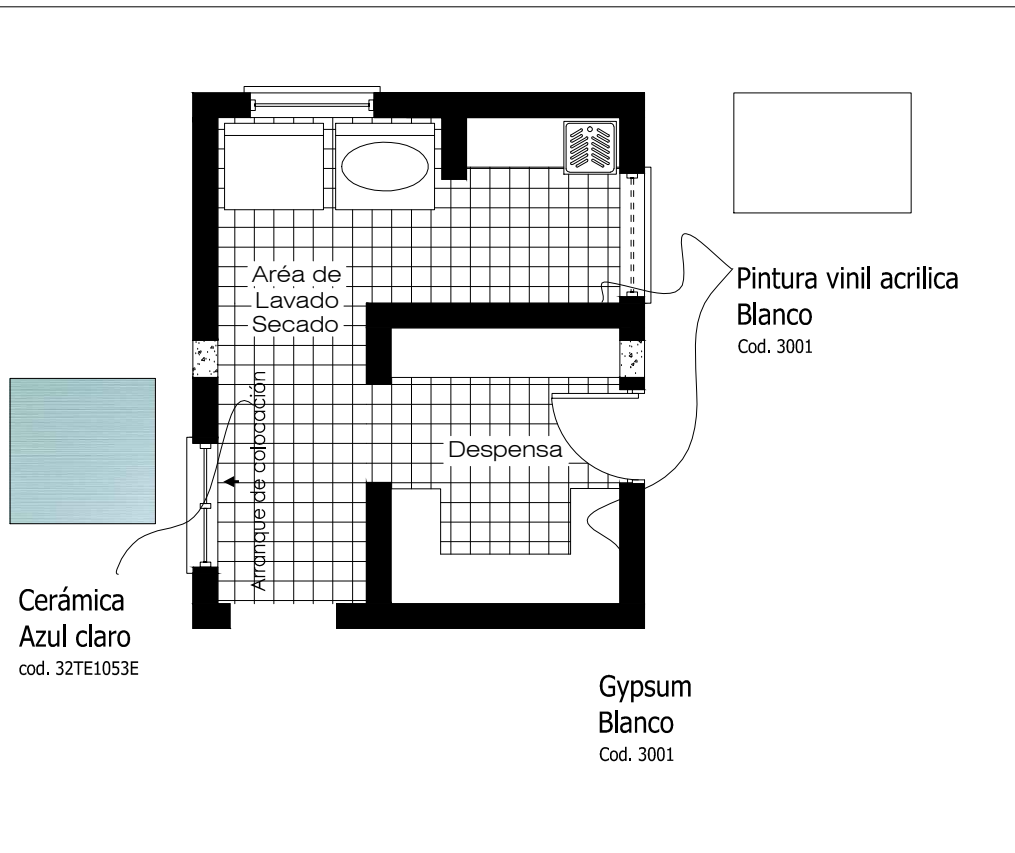 Aréa de
Lavado
Secado
Pintura vinil acrilica
Blanco
Cod. 3001
Arranque de colocación
Despensa
Cerámica
Azul claro
cod. 32TE1053E
Gypsum
Blanco
Cod. 3001